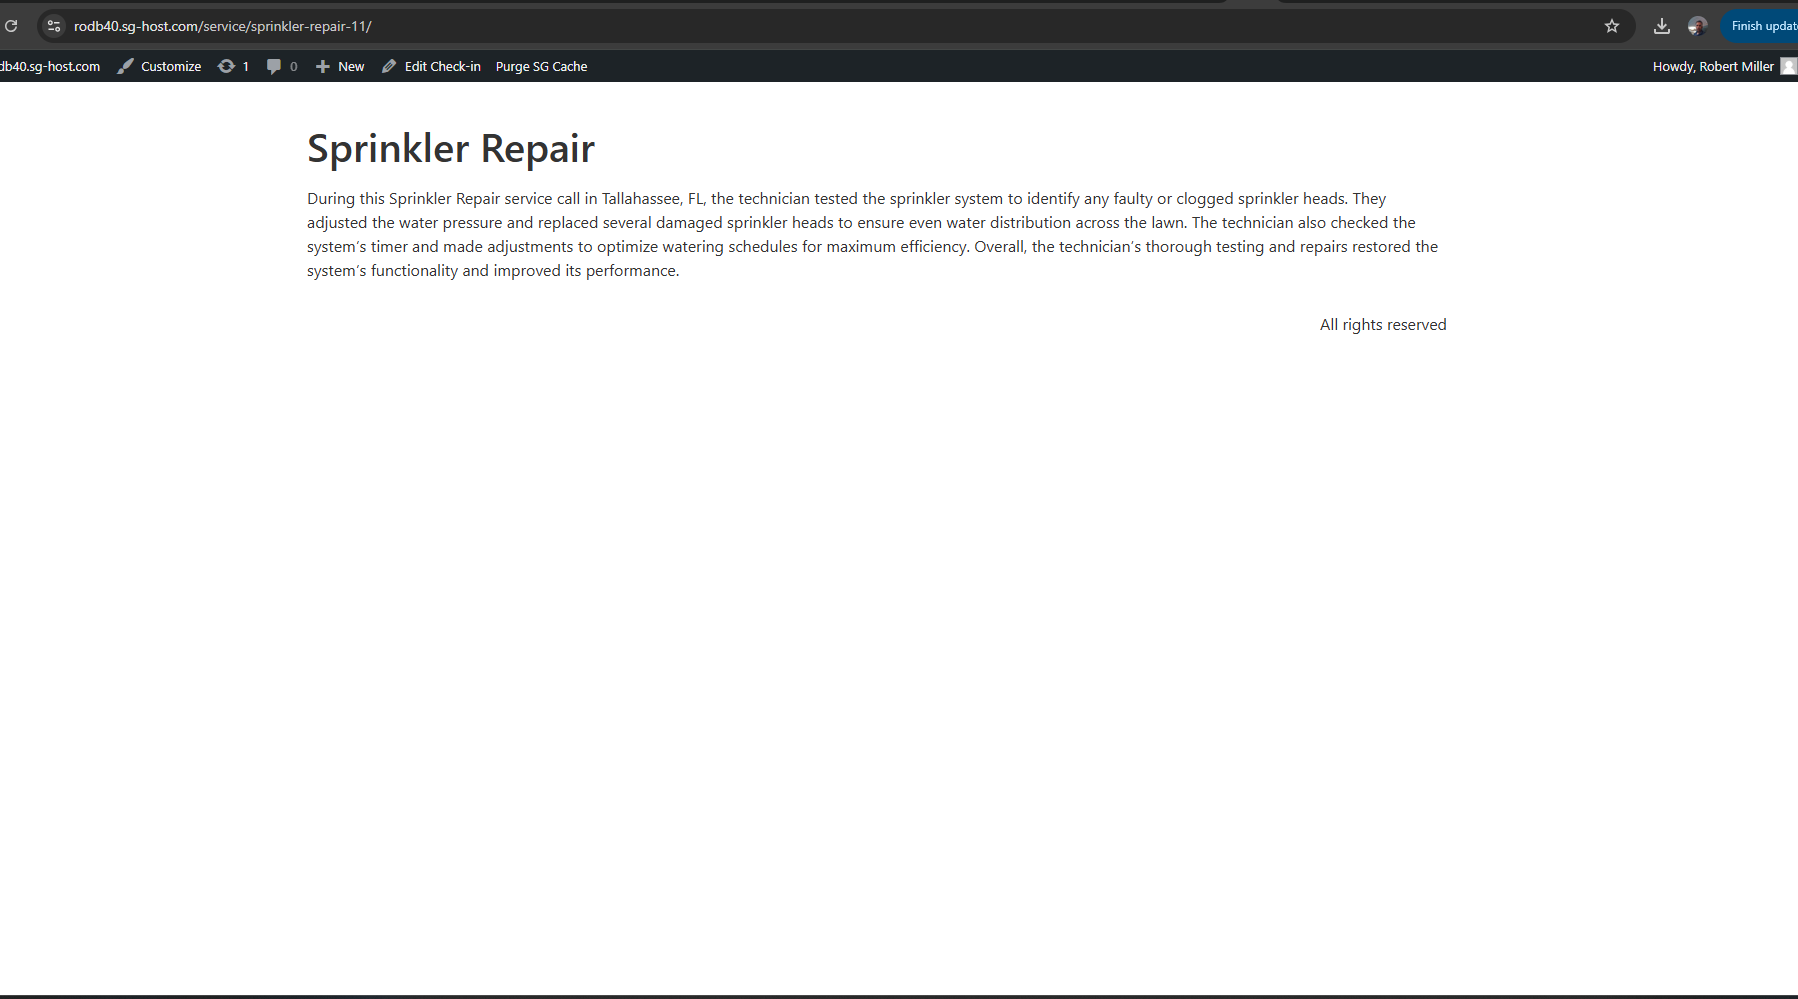 rodb40.sg-host.com/service/sprinkler-repair-11/
Finish updat
db40.sg-host.com Customize 1 0 New Edit Check-in Purge SG Cache
Howdy, Robert Miller
Sprinkler Repair
During this Sprinkler Repair service call in Tallahassee, FL, the technician tested the sprinkler system to identify any faulty or clogged sprinkler heads. They
adjusted the water pressure and replaced several damaged sprinkler heads to ensure even water distribution across the lawn. The technician also checked the
system’s timer and made adjustments to optimize watering schedules for maximum efficiency. Overall, the technician’s thorough testing and repairs restored the
system’s functionality and improved its performance.
All rights reserved